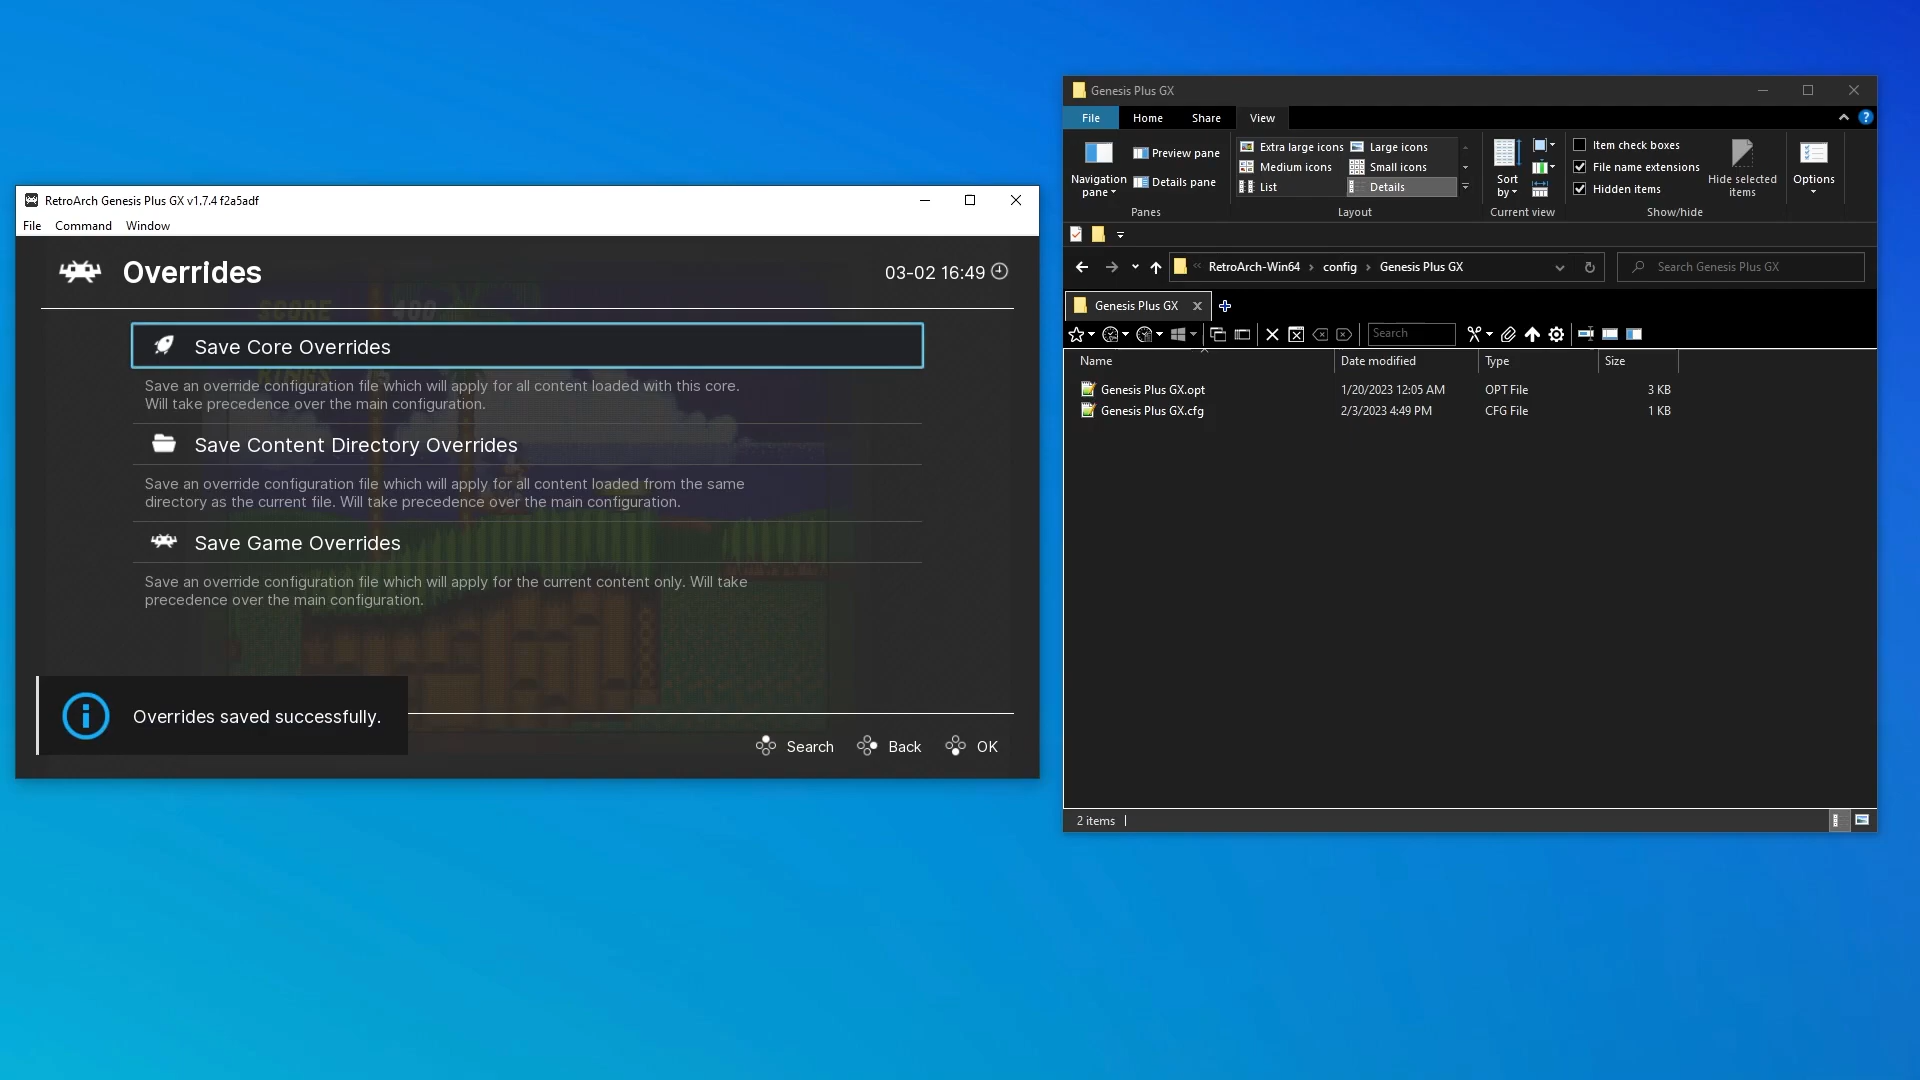 RetroArch Genesis Plus GX v1.7.4 f2a5adf
File Command Window
Overrides
03-02 16:49
SCORE 400
RINGS 15
Save Core Overrides
Save an override configuration file which will apply for all content loaded with this core.
Will take precedence over the main configuration.
Save Content Directory Overrides
Save an override configuration file which will apply for all content loaded from the same
directory as the current file. Will take precedence over the main configuration.
Save Game Overrides
Save an override configuration file which will apply for the current content only. Will take
precedence over the main configuration.
Overrides saved successfully.
Search Back OK
Genesis Plus GX
File Home Share View
Navigation
pane
Preview pane
Details pane
Panes
Extra large icons Large icons
Medium icons Small icons
List Details
Layout
Sort
by
Current view
Item check boxes
File name extensions
Hidden items
Hide selected
items
Show/hide
Options
RetroArch-Win64 › config › Genesis Plus GX
Search Genesis Plus GX
Genesis Plus GX
Search
Name Date modified Type Size
Genesis Plus GX.opt 1/20/2023 12:05 AM OPT File 3 KB
Genesis Plus GX.cfg 2/3/2023 4:49 PM CFG File 1 KB
2 items